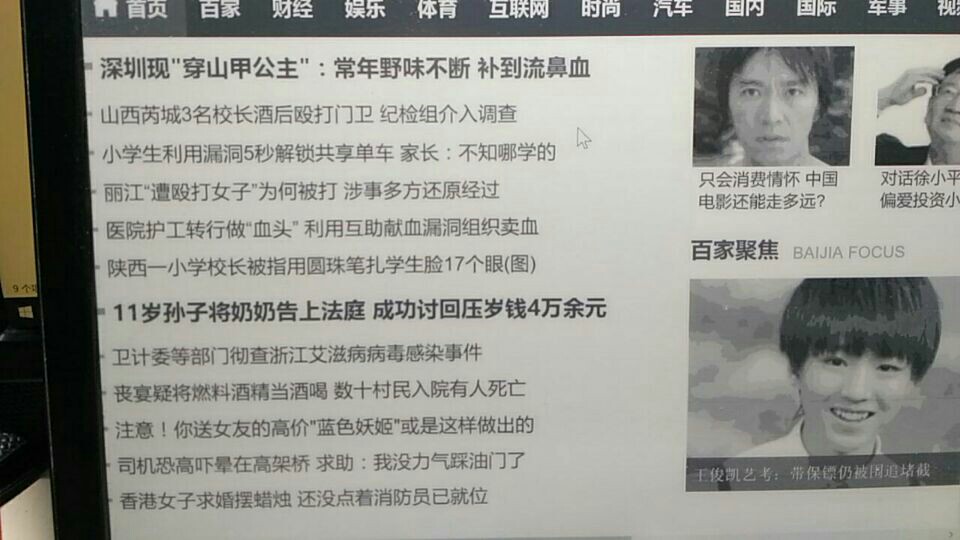 首页 百家 财经 娱乐 体育 互联网 时尚 汽车 国内 国际 军事
深圳现"穿山甲公主"：常年野味不断 补到流鼻血
山西芮城3名校长酒后殴打门卫 纪检组介入调查
小学生利用漏洞5秒解锁共享单车 家长：不知哪学的
丽江“遭殴打女子”为何被打 涉事多方还原经过
医院护工转行做“血头” 利用互助献血漏洞组织卖血
陕西一小学校长被指用圆珠笔扎学生脸17个眼(图)
11岁孙子将奶奶告上法庭 成功讨回压岁钱4万余元
卫计委等部门彻查浙江艾滋病病毒感染事件
丧宴疑将燃料酒精当酒喝 数十村民入院有人死亡
注意！你送女友的高价"蓝色妖姬"或是这样做出的
司机恐高吓晕在高架桥 求助：我没力气踩油门了
香港女子求婚摆蜡烛 还没点着消防员已就位
只会消费情怀 中国
电影还能走多远?
对话徐小平
偏爱投资小
百家聚焦 BAIJIA FOCUS
王俊凯艺考：带保镖仍被围追堵截